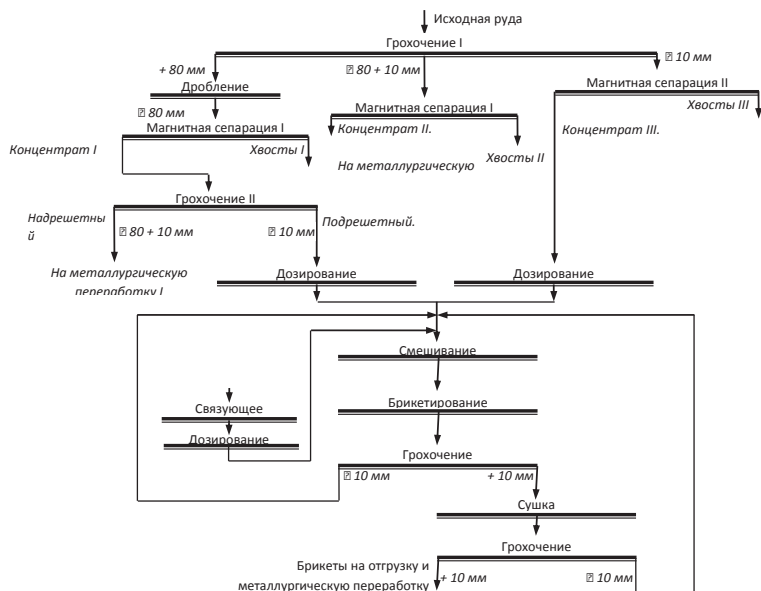 Исходная руда
Грохочение I
+ 80 мм
⍰ 80 + 10 мм
⍰ 10 мм
Дробление
Магнитная сепарация II
⍰ 80 мм
Магнитная сепарация I
Хвосты III
Магнитная сепарация I
Концентрат II.
Концентрат III.
Концентрат I
Хвосты I
На металлургическую
Хвосты II
Грохочение II
Надрешетны
й
Подрешетный.
⍰ 80 + 10 мм
⍰ 10 мм
На металлургическую
переработку I
Дозирование
Дозирование
Смешивание
Связующее
Брикетирование
Дозирование
Грохочение
⍰ 10 мм
+ 10 мм
Сушка
Грохочение
Брикеты на отгрузку и
металлургическую переработку
+ 10 мм
⍰ 10 мм